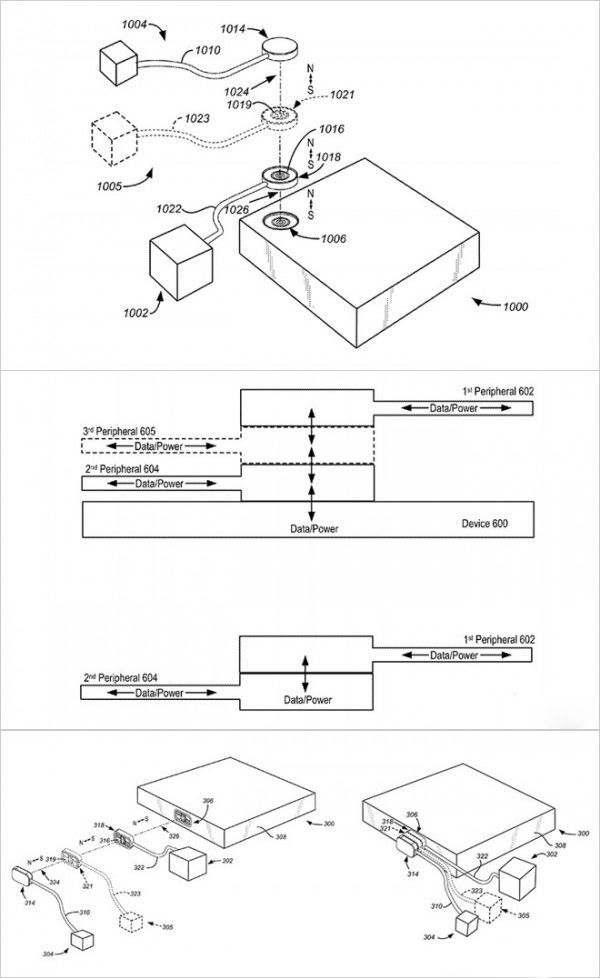 1004
1014
1010
N
S
1024
1019
1021
1023
1016
N
S
1018
1005
N
S
1022
1026
1006
1002
1000
1st Peripheral 602
Data/Power
3rd Peripheral 605
Data/Power
2nd Peripheral 604
Data/Power
Data/Power
Device 600
1st Peripheral 602
Data/Power
2nd Peripheral 604
Data/Power
Data/Power
306
318
N S
326
316
300
308
319
N S
302
322
321
324
314
323
310
305
304
306
318
321
300
308
322
302
314
323
310
305
304